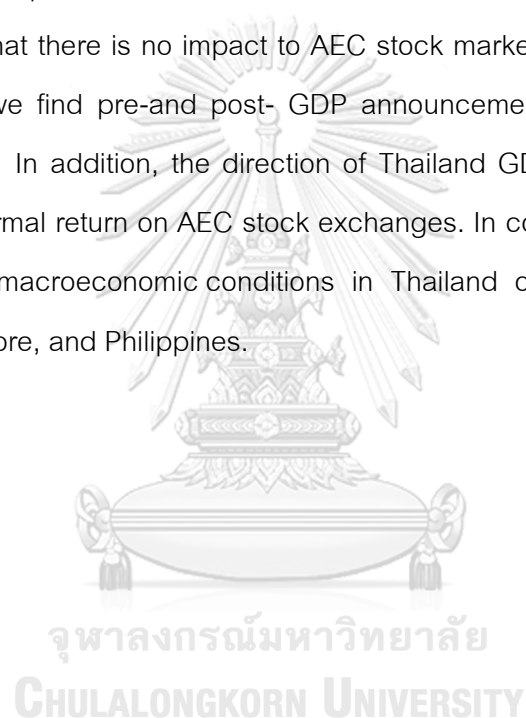 hat there is no impact to AEC stock marke
we find pre-and post- GDP announceme
In addition, the direction of Thailand GD
rmal return on AEC stock exchanges. In co
macroeconomic conditions in Thailand c
ore, and Philippines.
จุฬาลงกรณ์มหาวิทยาลัย
CHULALONGKORN UNIVERSITY